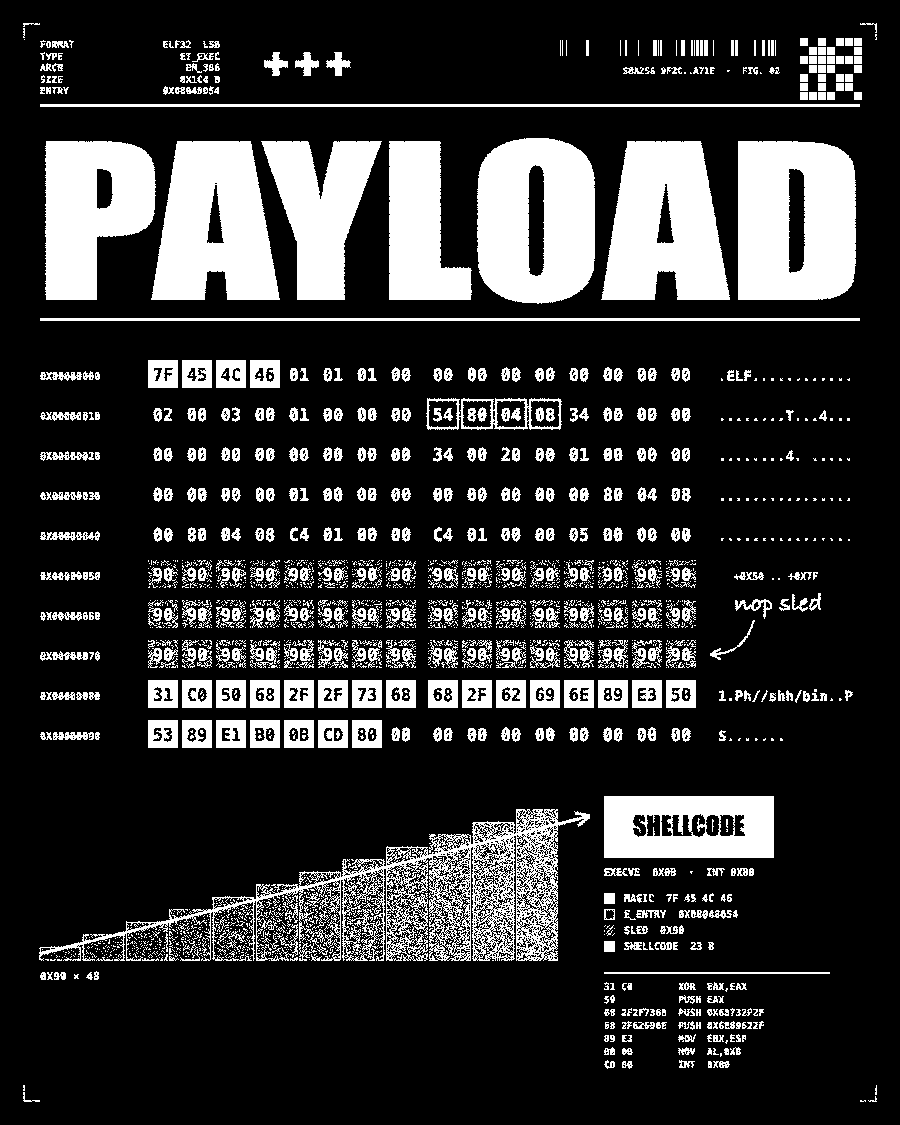 FORMAT ELF32 LSB
TYPE ET_EXEC
ARCH EM_386
SIZE 0X1C4 B
ENTRY 0X08048054
+++
SHA256 9F2C..A71E - FIG. 02
PAYLOAD
0X00000000 7F 45 4C 46 01 01 01 00 00 00 00 00 00 00 00 00 .ELF............
0X00000010 02 00 03 00 01 00 00 00 54 80 04 08 34 00 00 00 ........T...4...
0X00000020 00 00 00 00 00 00 00 00 34 00 20 00 01 00 00 00 ........4. .....
0X00000030 00 00 00 00 01 00 00 00 00 00 00 00 00 80 04 08 ................
0X00000040 00 80 04 08 C4 01 00 00 C4 01 00 00 05 00 00 00 ................
0X00000050 90 90 90 90 90 90 90 90 90 90 90 90 90 90 90 90 +0X50 .. +0X7F
nop sled
0X00000060 90 90 90 90 90 90 90 90 90 90 90 90 90 90 90 90
0X00000070 90 90 90 90 90 90 90 90 90 90 90 90 90 90 90 90
0X00000080 31 C0 50 68 2F 2F 73 68 68 2F 62 69 6E 89 E3 50 1.Ph//shh/bin..P
0X00000090 53 89 E1 B0 0B CD 80 00 00 00 00 00 00 00 00 00 S.......
SHELLCODE
EXECVE 0X0B - INT 0X80
MAGIC 7F 45 4C 46
E_ENTRY 0X08048054
SLED 0X90
SHELLCODE 23 B
0X90 × 48
31 C0 XOR EAX,EAX
50 PUSH EAX
68 2F2F7368 PUSH 0X68732F2F
68 2F62696E PUSH 0X6E69622F
89 E3 MOV EBX,ESP
B0 0B MOV AL,0XB
CD 80 INT 0X80